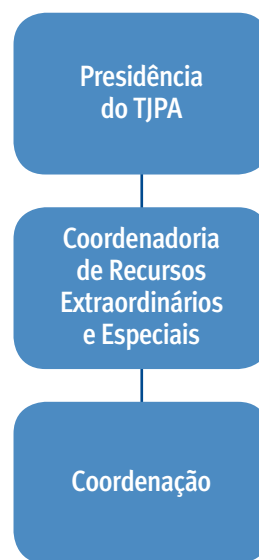 Presidência
do TJPA
Coordenadoria
de Recursos
Extraordinários
e Especiais
Coordenação